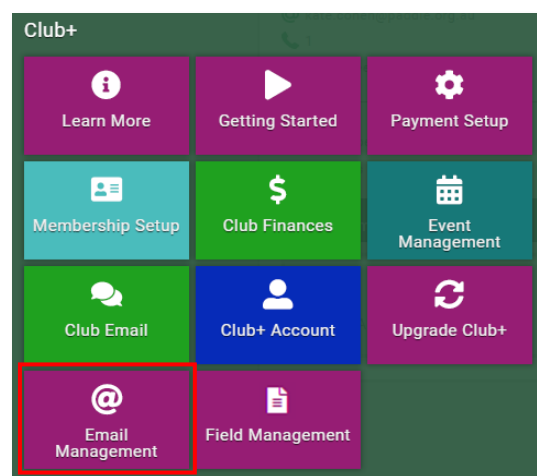 Club+
Learn More
Getting Started
Payment Setup
Membership Setup
Club Finances
Event
Management
Club Email
Club+ Account
Upgrade Club+
Email
Management
Field Management